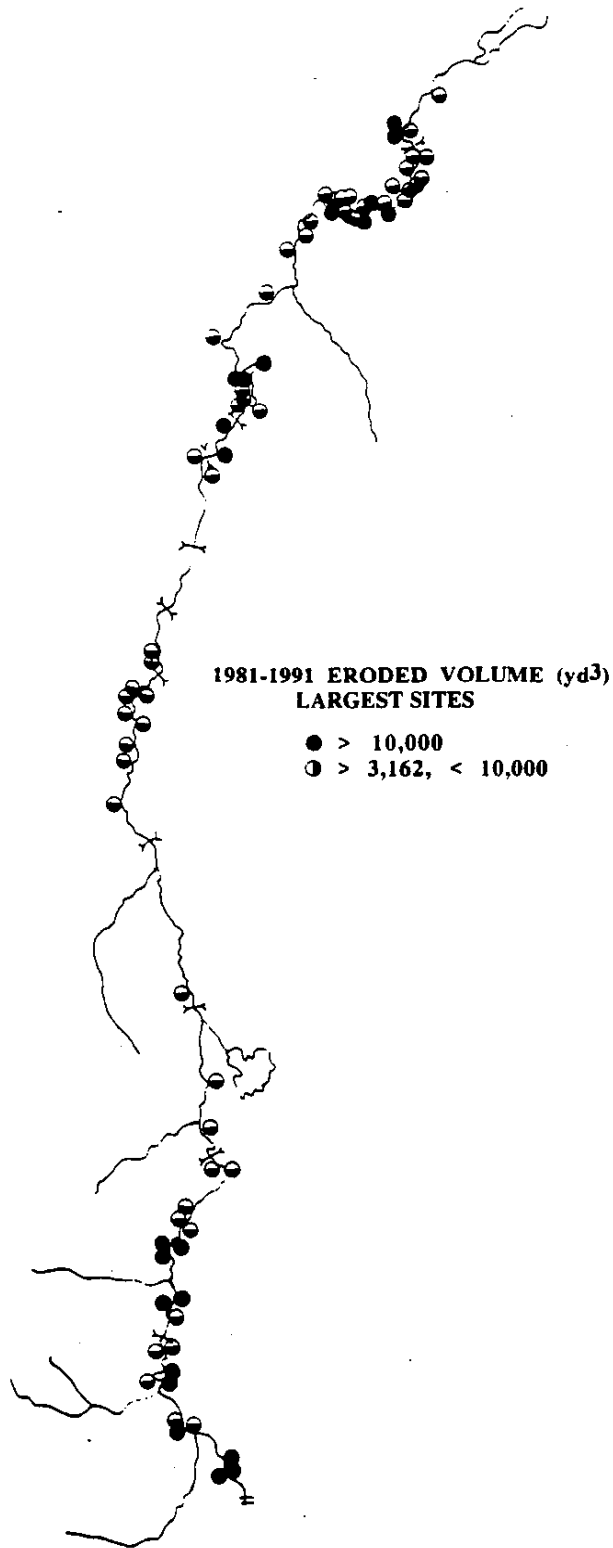 1981-1991 ERODED VOLUME (yd3)
LARGEST SITES
> 10,000
> 3,162, < 10,000